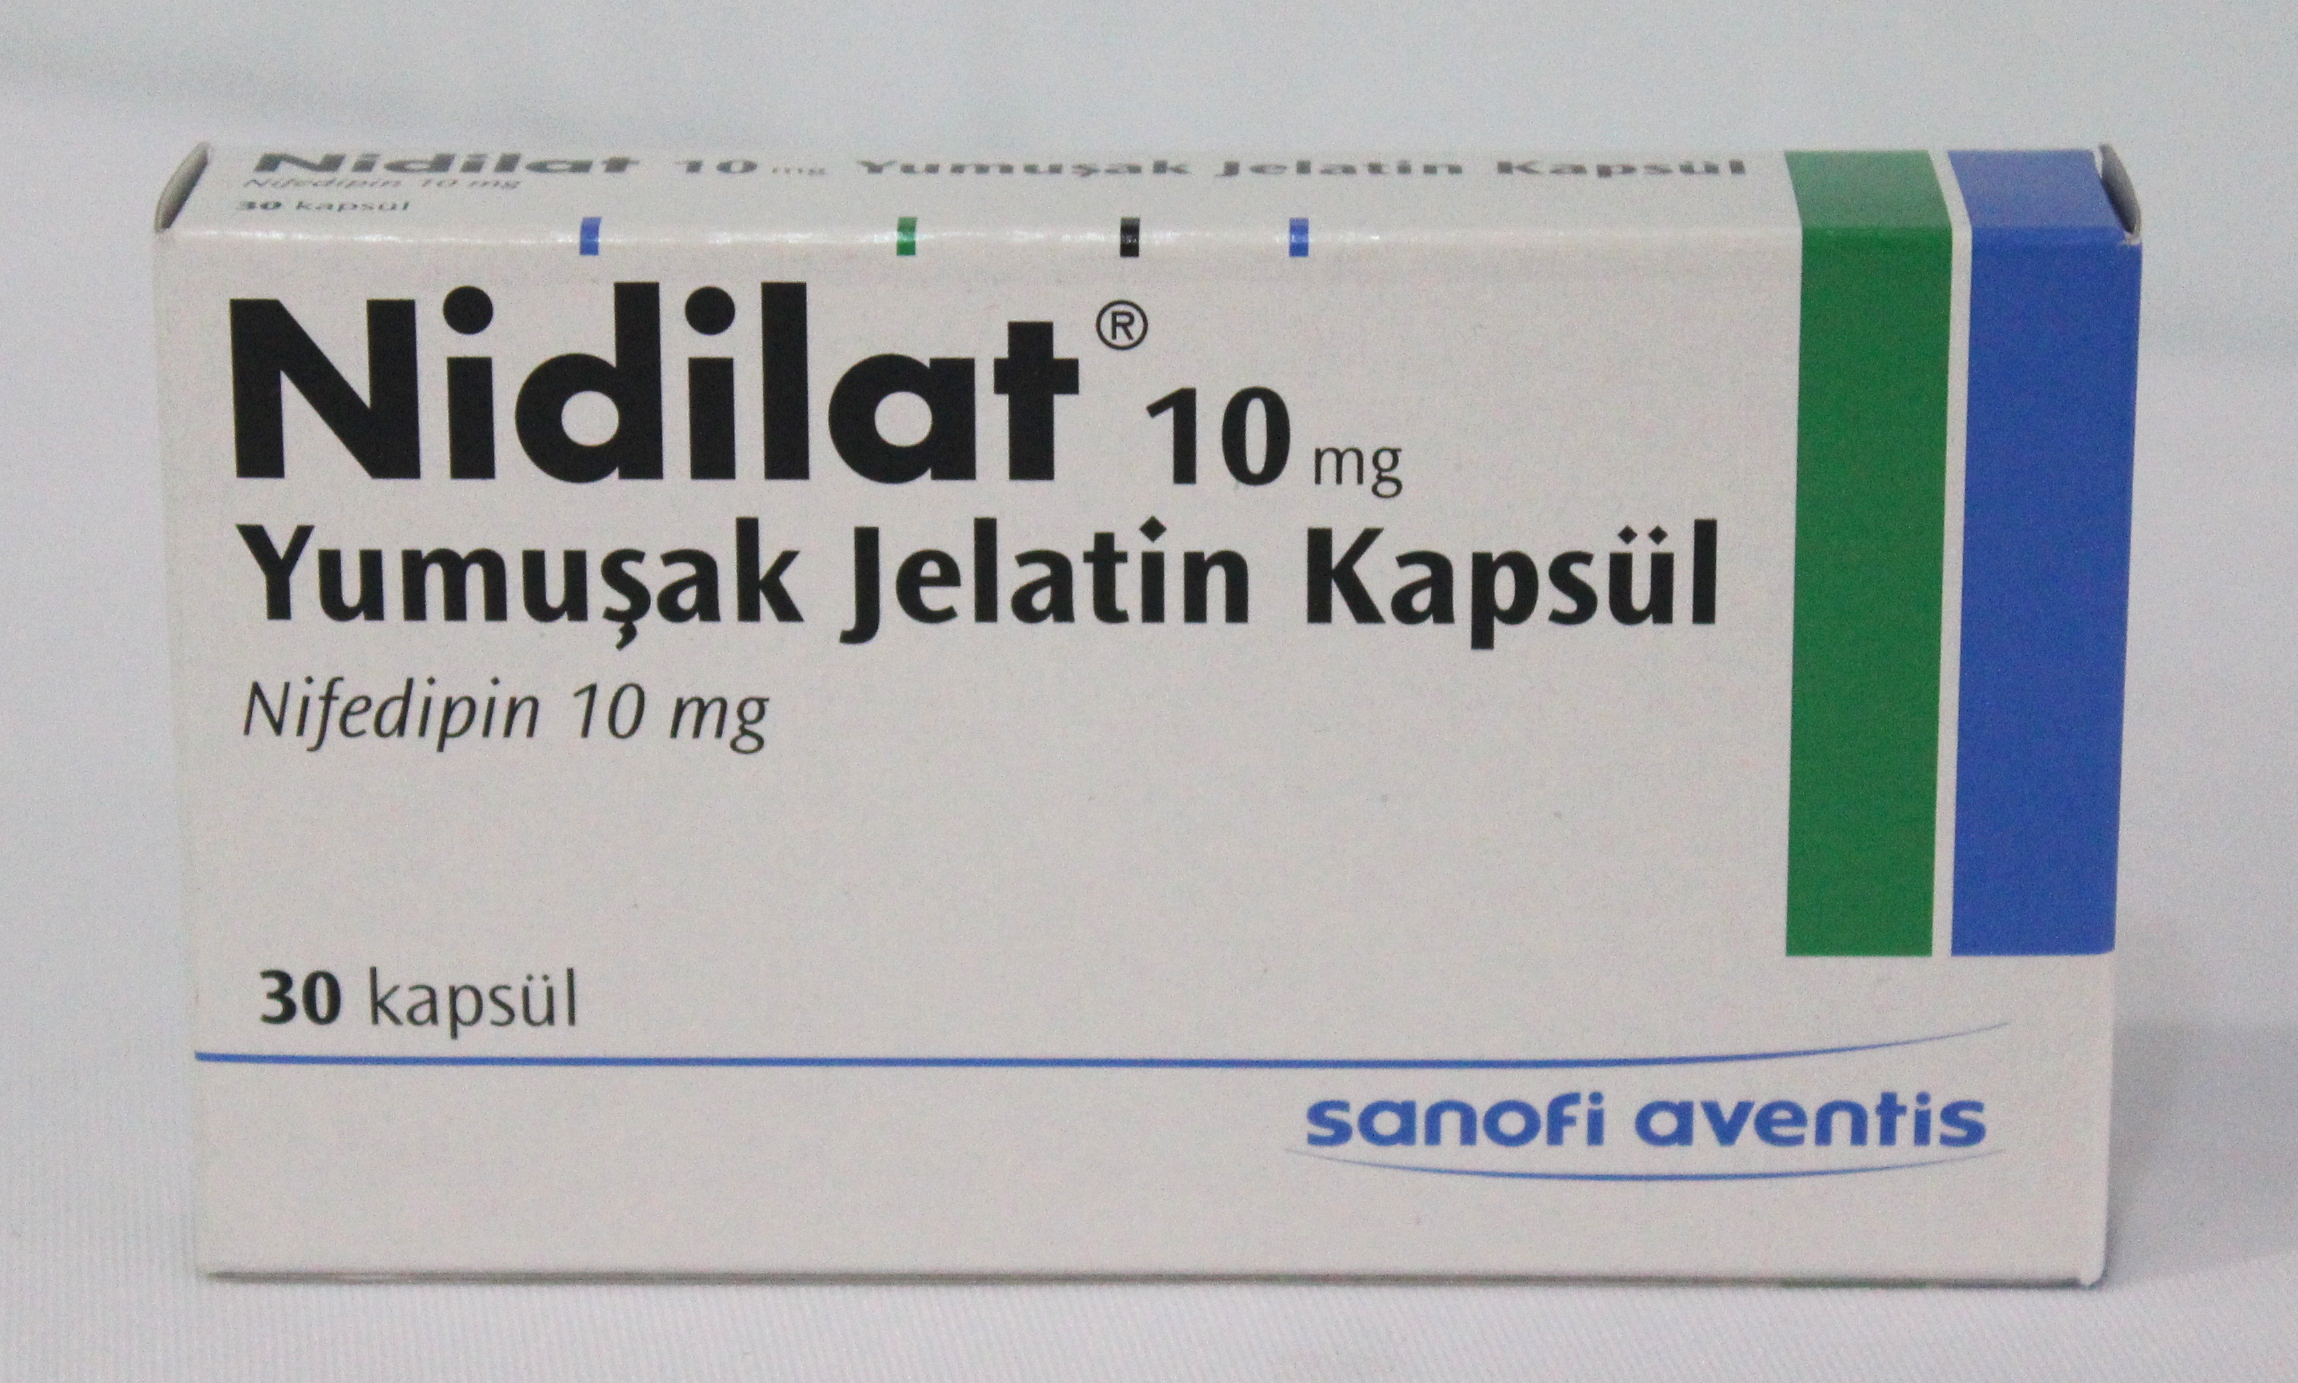 Nidilat 10 mg Yumuşak Jelatin Kapsül
Nifedipin 10 mg
30 kapsül
Nidilat® 10 mg
Yumuşak Jelatin Kapsül
Nifedipin 10 mg
30 kapsül
sanofi aventis